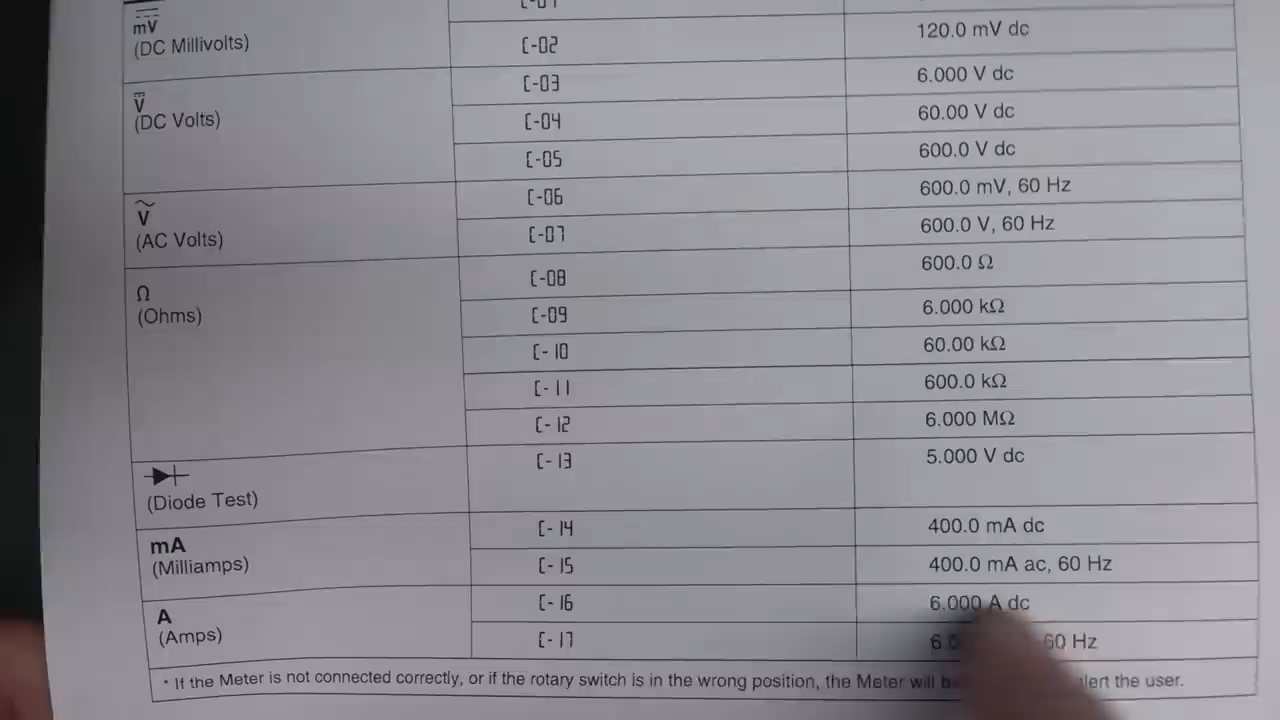 mV
(DC Millivolts)
C-02 120.0 mV dc
V
(DC Volts)
C-03 6.000 V dc
C-04 60.00 V dc
C-05 600.0 V dc
V
(AC Volts)
C-06 600.0 mV, 60 Hz
C-07 600.0 V, 60 Hz
Ω
(Ohms)
C-08 600.0 Ω
C-09 6.000 kΩ
C-10 60.00 kΩ
C-11 600.0 kΩ
C-12 6.000 MΩ
(Diode Test)
C-13 5.000 V dc
mA
(Milliamps)
C-14 400.0 mA dc
C-15 400.0 mA ac, 60 Hz
A
(Amps)
C-16 6.000 A dc
C-17 60 Hz
* If the Meter is not connected correctly, or if the rotary switch is in the wrong position, the Meter will the user.